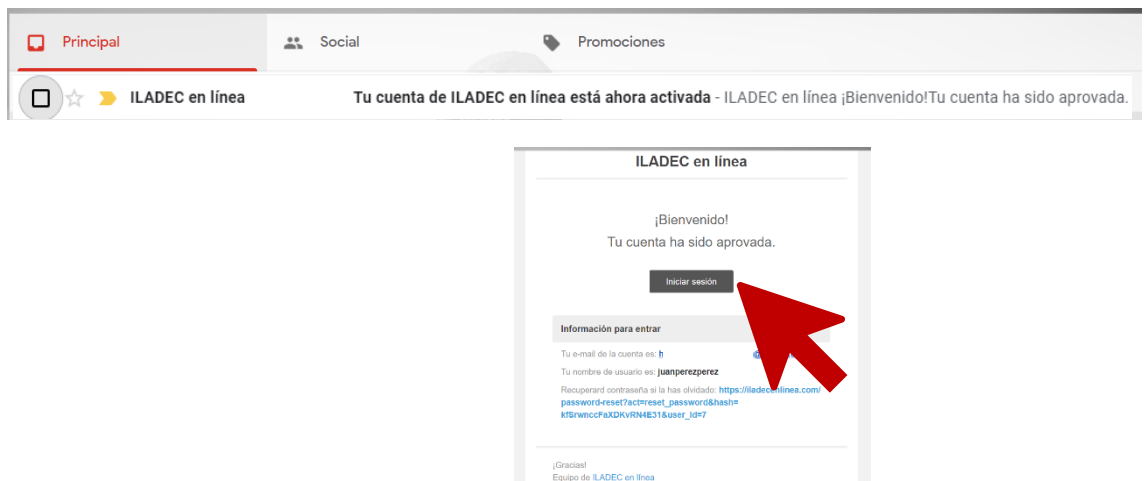 Principal Social Promociones
ILADEC en línea Tu cuenta de ILADEC en línea está ahora activada - ILADEC en línea ¡Bienvenido!Tu cuenta ha sido aprovada.
ILADEC en línea
¡Bienvenido!
Tu cuenta ha sido aprovada.
Iniciar sesión
Información para entrar
Tu e-mail de la cuenta es: h @
Tu nombre de usuario es: juanperezperez
Recuperard contraseña si la has olvidado: https://iladecenlinea.com/
password-reset?act=reset_password&hash=
kfSrwnccFaXDKvRN4E31&user_id=7
¡Gracias!
Equipo de ILADEC en línea